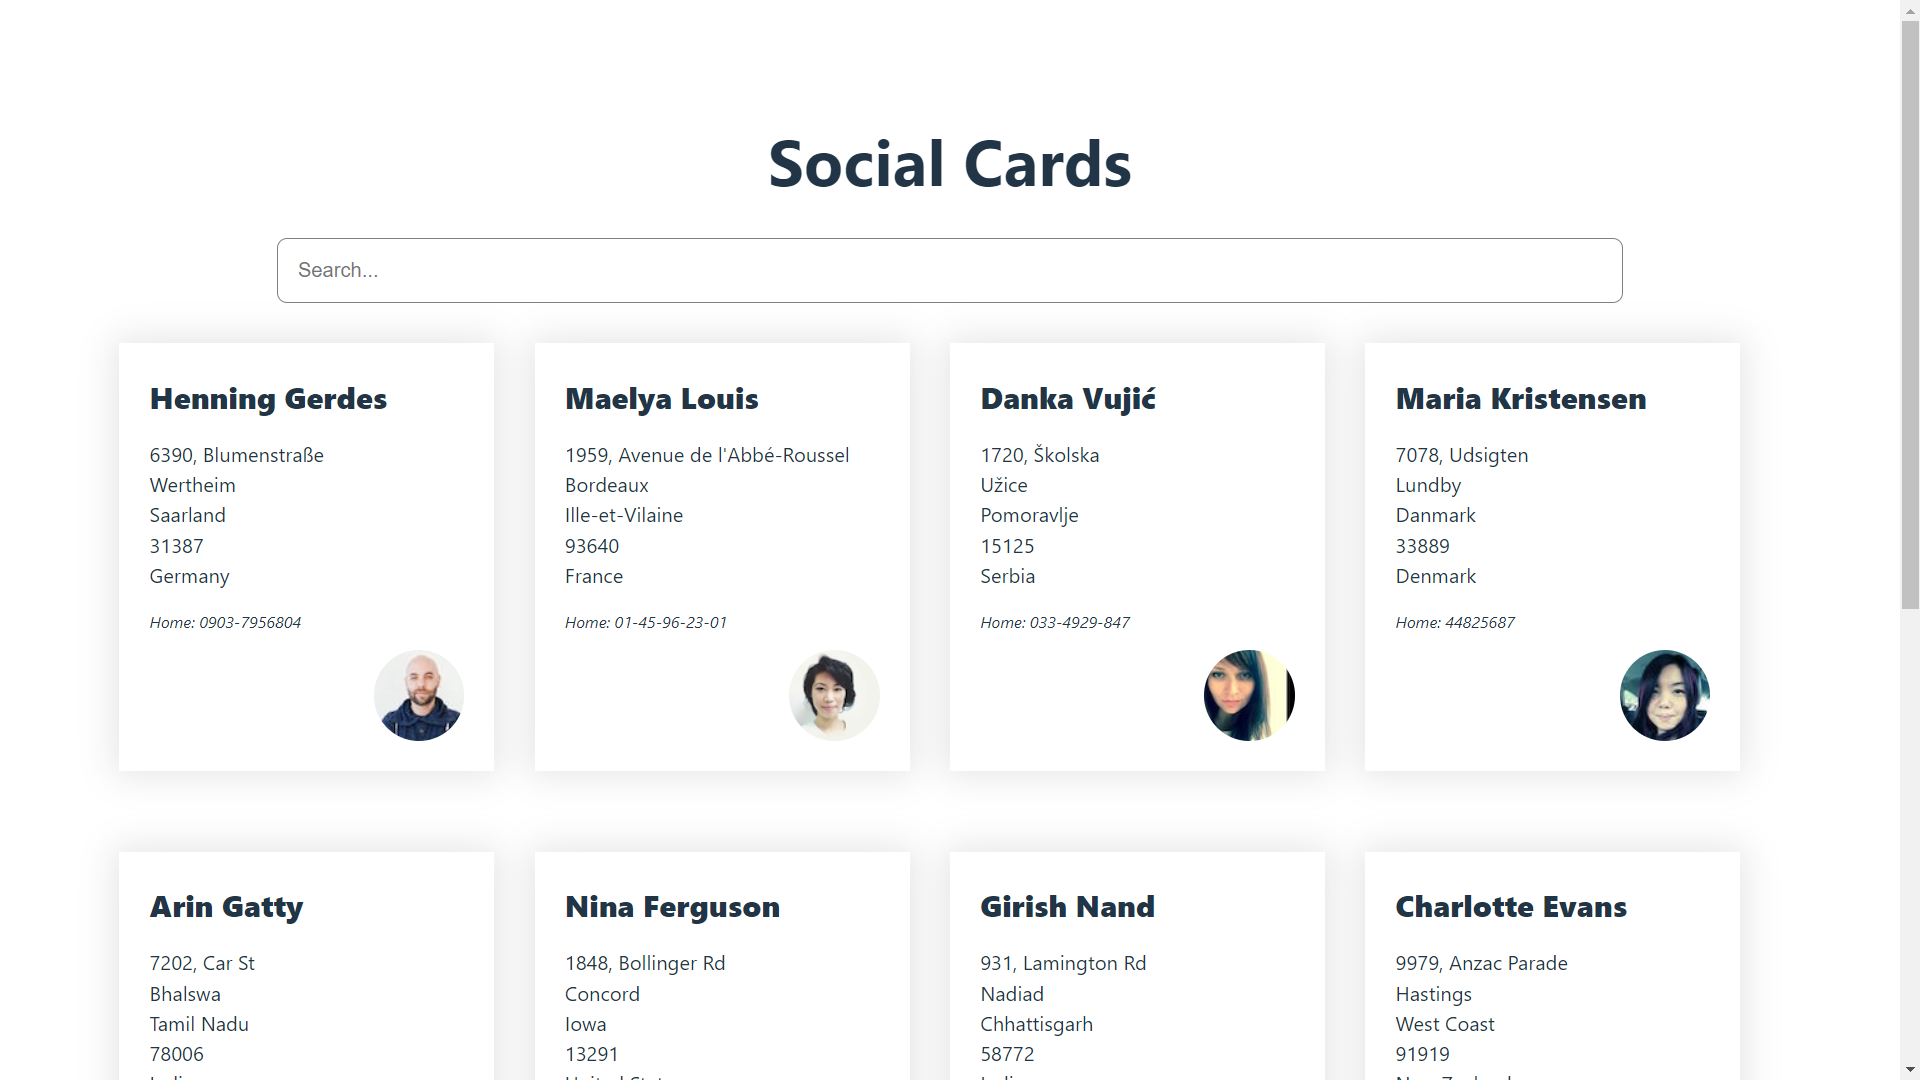 Social Cards
Search...
Henning Gerdes
6390, Blumenstraße
Wertheim
Saarland
31387
Germany
Home: 0903-7956804
Maelya Louis
1959, Avenue de l'Abbé-Roussel
Bordeaux
Ille-et-Vilaine
93640
France
Home: 01-45-96-23-01
Danka Vujić
1720, Školska
Užice
Pomoravlje
15125
Serbia
Home: 033-4929-847
Maria Kristensen
7078, Udsigten
Lundby
Danmark
33889
Denmark
Home: 44825687
Arin Gatty
7202, Car St
Bhalswa
Tamil Nadu
78006
Nina Ferguson
1848, Bollinger Rd
Concord
Iowa
13291
Girish Nand
931, Lamington Rd
Nadiad
Chhattisgarh
58772
Charlotte Evans
9979, Anzac Parade
Hastings
West Coast
91919